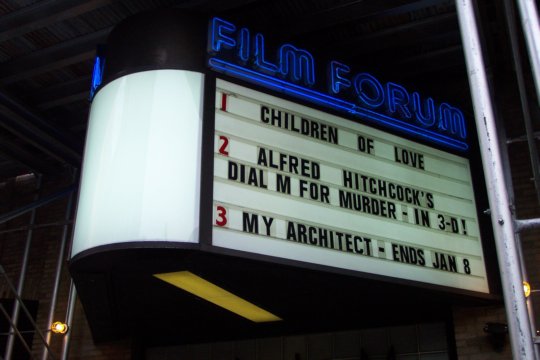 FILM FORUM
1 CHILDREN OF LOVE
2 ALFRED HITCHCOCK'S
DIAL M FOR MURDER - IN 3-D!
3 MY ARCHITECT - ENDS JAN 8